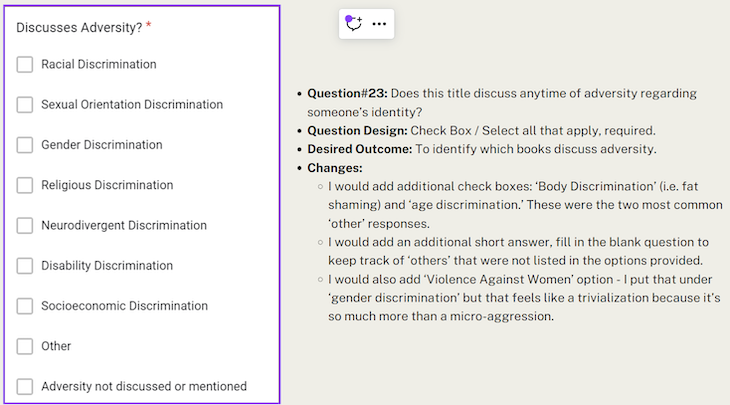 Discusses Adversity? *
Racial Discrimination
Sexual Orientation Discrimination
Gender Discrimination
Religious Discrimination
Neurodivergent Discrimination
Disability Discrimination
Socioeconomic Discrimination
Other
Adversity not discussed or mentioned
• Question#23: Does this title discuss anytime of adversity regarding
someone's identity?
• Question Design: Check Box / Select all that apply, required.
• Desired Outcome: To identify which books discuss adversity.
• Changes:
○ I would add additional check boxes: ‘Body Discrimination’ (i.e. fat
shaming) and ‘age discrimination.’ These were the two most common
‘other’ responses.
○ I would add an additional short answer, fill in the blank question to
keep track of ‘others’ that were not listed in the options provided.
○ I would also add ‘Violence Against Women’ option - I put that under
‘gender discrimination’ but that feels like a trivialization because it's
so much more than a micro-aggression.